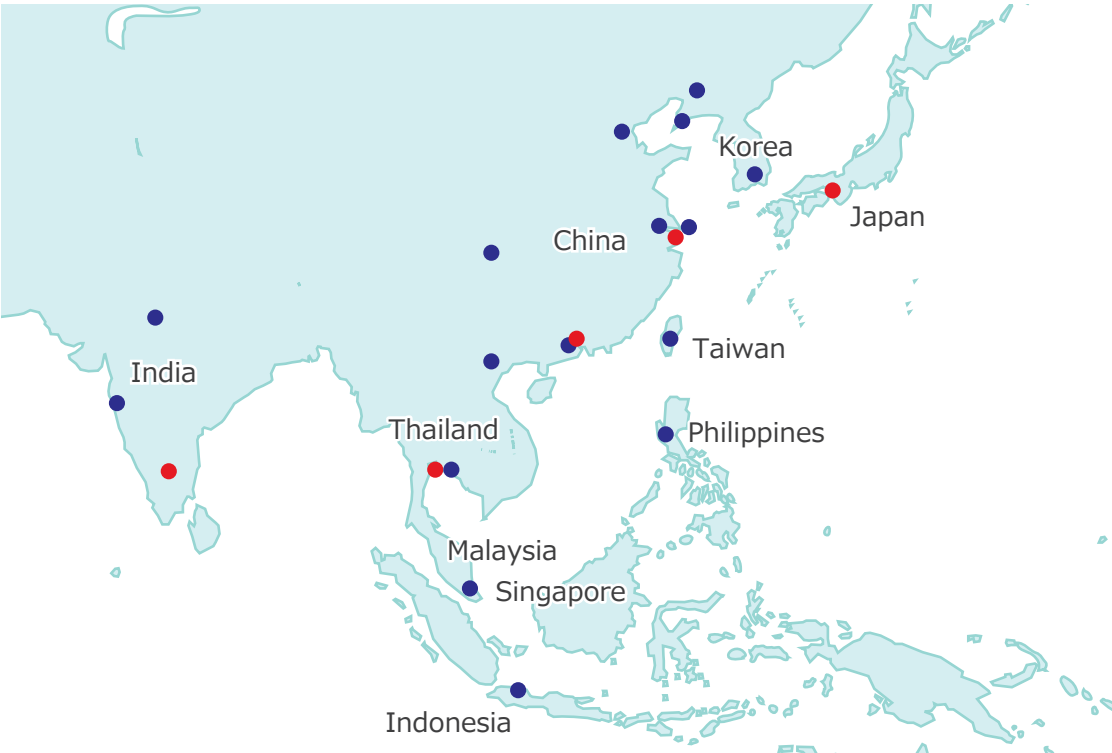 Korea
Japan
China
Taiwan
India
Thailand
Philippines
Malaysia
Singapore
Indonesia